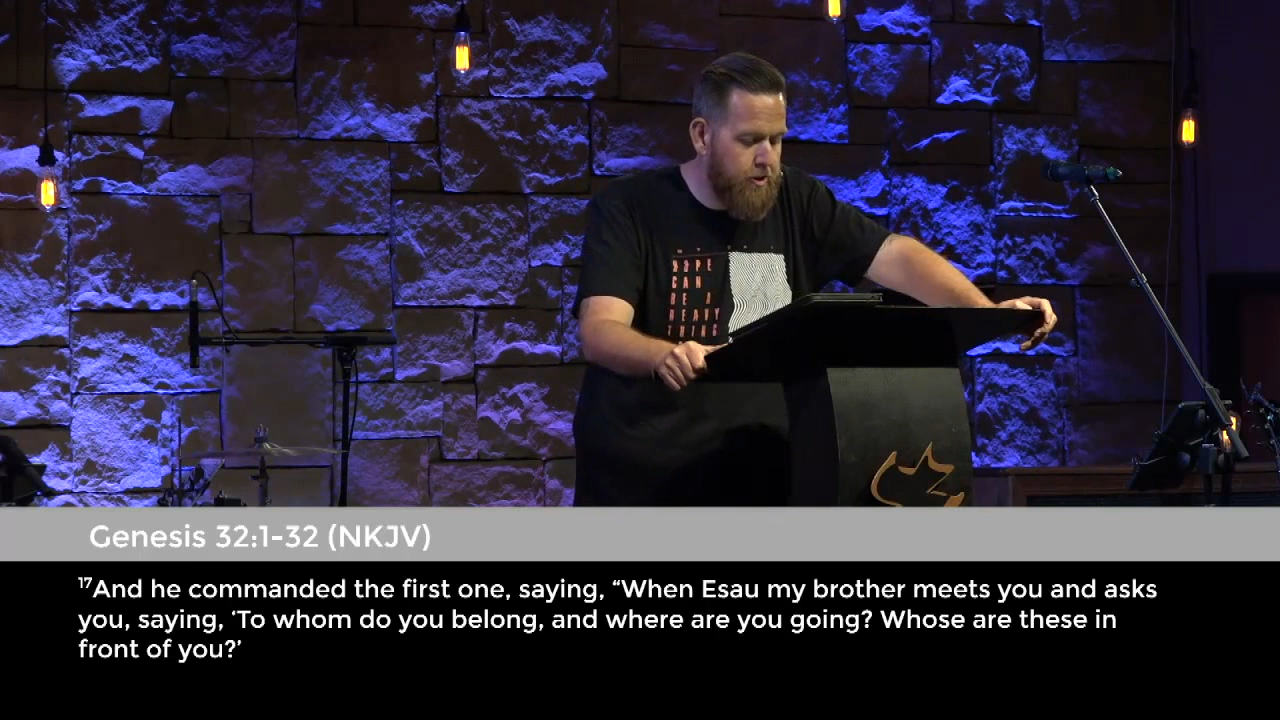 HOPE
CAN
BE A
HEAVY
THING
Genesis 32:1-32 (NKJV)
17And he commanded the first one, saying, “When Esau my brother meets you and asks
you, saying, ‘To whom do you belong, and where are you going? Whose are these in
front of you?’